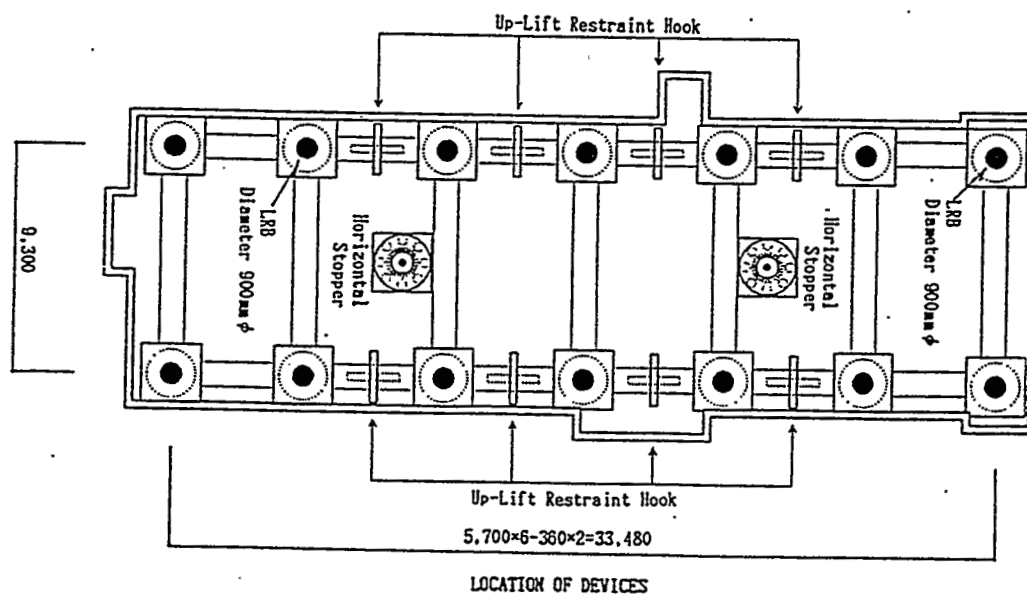 Up-Lift Restraint Hook
LRB
Diameter 900mmφ
Horizontal
Stopper
Horizontal
Stopper
LRB
Diameter 900mmφ
9,300
Up-Lift Restraint Hook
5,700×6-360×2=33,480
LOCATION OF DEVICES